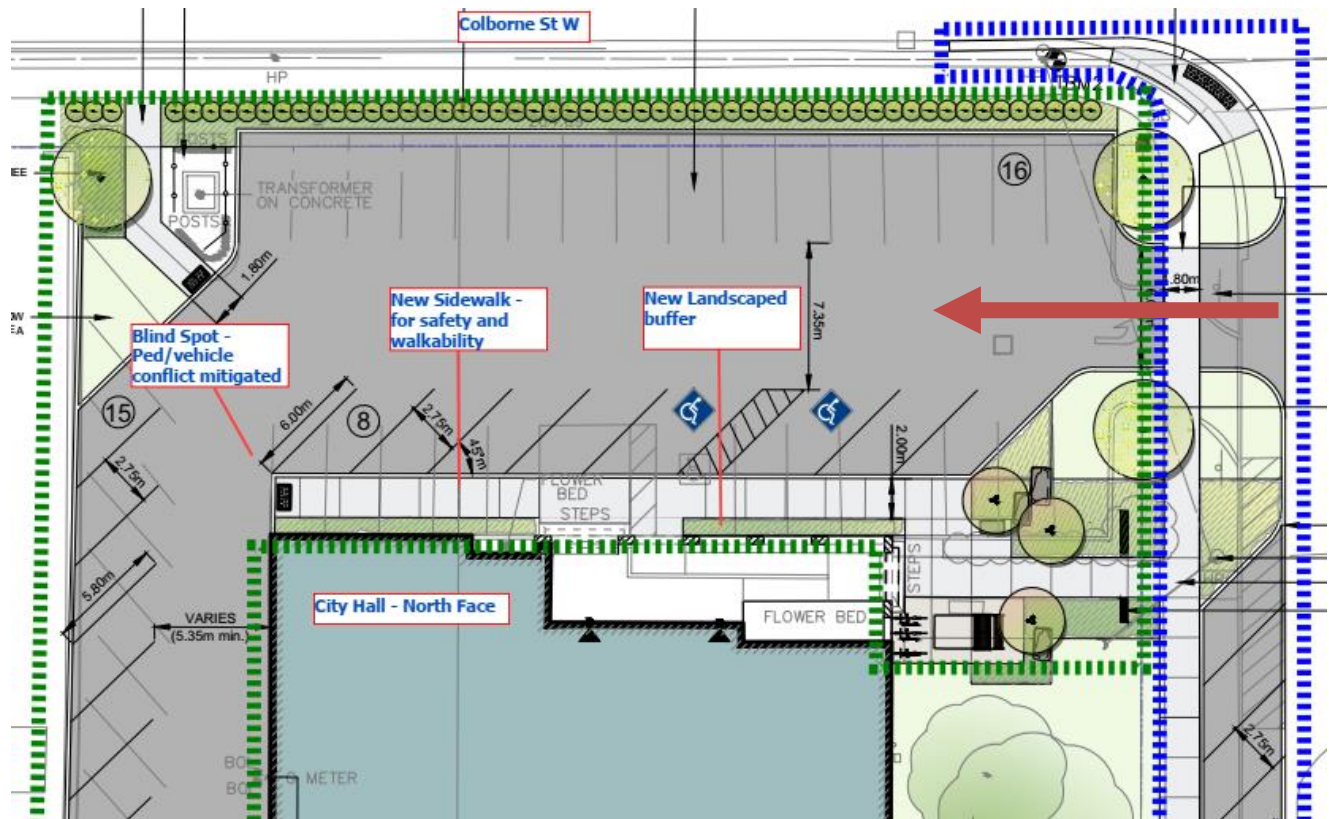 Colborne St W
HP
POSTS
16
TRANSFORMER
ON CONCRETE
POSTS
1.80m
New Sidewalk -
for safety and
walkability
New Landscaped
buffer
7.35m
.80m
Blind Spot -
Ped/vehicle
conflict mitigated
15
6.00m
8
2.75m
45°m
2.75m
2.00m
FLOWER
BED
STEPS
STEPS
5.80m
VARIES
(5.35m min.)
City Hall - North Face
FLOWER BED
2.75m
METER